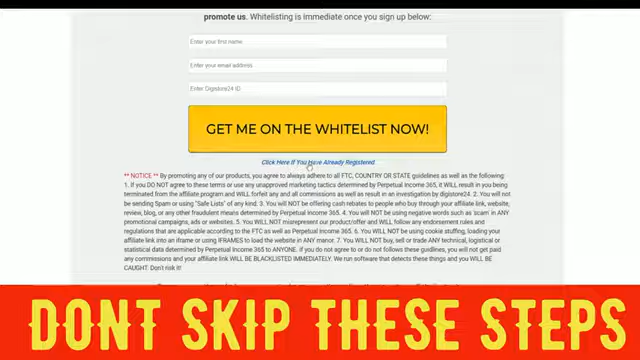 promote us. Whitelisting is immediate once you sign up below:
Enter your first name
Enter your email address
Enter Digistore24 ID
GET ME ON THE WHITELIST NOW!
Click Here If You Have Already Registered
** NOTICE ** By promoting any of our products, you agree to always adhere to all FTC, COUNTRY OR STATE guidelines as well as the following:
1. If you DO NOT agree to these terms or use any unapproved marketing tactics determined by Perpetual Income 365, it WILL result in you being
terminated from the affiliate program and WILL forfeit any and all commissions as well as immediate termination by digistore24. 2. You will not
be sending Spam or using "Safe Lists" of any kind. 3. You WILL NOT be offering cash rebates to people who buy through your affiliate link, website,
review, blog, or any other fraudulent means determined by Perpetual Income 365. 4. You WILL NOT be using negative words such as 'scam' in ANY
promotional campaigns, ads or websites. 5. You WILL NOT misrepresent our product/offer and WILL follow any endorsement rules and
regulations that are applicable according to the FTC as well as Perpetual Income 365. 6. You WILL NOT be using cookie stuffing, loading your
affiliate link into an iframe or using IFRAMES to load the website in ANY manor. 7. You WILL NOT buy, sell or trade ANY technical, logistical or
statistical data determined by Perpetual Income 365 to ANYONE. if you do not agree to or do not follow these guidlines, you will not get paid
any commissions and your affiliate link WILL BE BLACKLISTED IMMEDIATELY. We run software that detects these things and you WILL BE
CAUGHT. Don't risk it!
DONT SKIP THESE STEPS